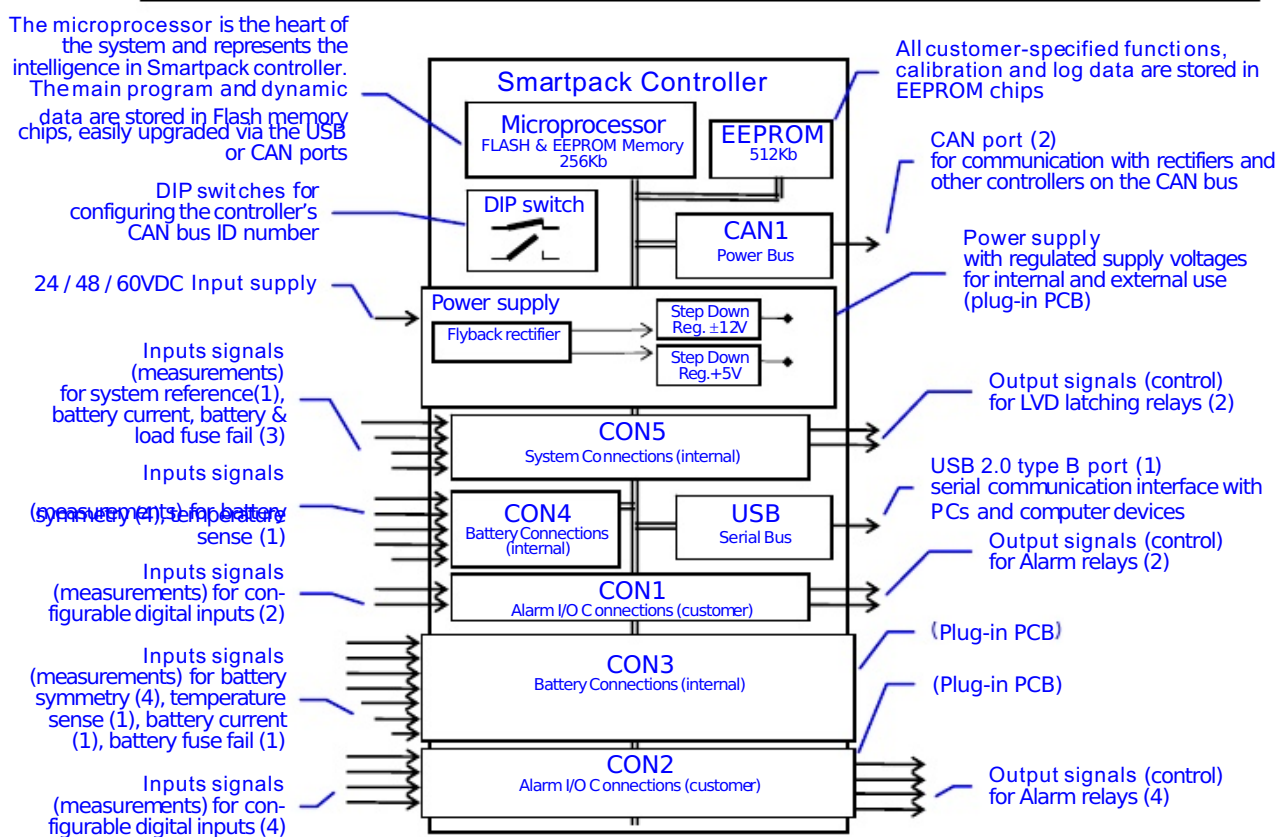 The microprocessor is the heart of
the system and represents the
intelligence in Smartpack controller.
The main program and dynamic
data are stored in Flash memory
chips, easily upgraded via the USB
or CAN ports
DIP switches for
configuring the controller's
CAN bus ID number
24 / 48 / 60VDC Input supply
Inputs signals
(measurements)
for system reference(1),
battery current, battery &
load fuse fail (3)
Inputs signals
(measurements) for battery
symmetry (4), temperature
sense (1)
Inputs signals
(measurements) for con-
figurable digital inputs (2)
Inputs signals
(measurements) for battery
symmetry (4), temperature
sense (1), battery current
(1), battery fuse fail (1)
Inputs signals
(measurements) for con-
figurable digital inputs (4)
Smartpack Controller
Microprocessor
FLASH & EEPROM Memory
256Kb
EEPROM
512Kb
DIP switch
CAN1
Power Bus
Power supply
Flyback rectifier
Step Down
Reg. ±12V
Step Down
Reg.+5V
CON5
System Connections (internal)
CON4
Battery Connections
(internal)
USB
Serial Bus
CON1
Alarm I/O Connections (customer)
CON3
Battery Connections (internal)
CON2
Alarm I/O Connections (customer)
All customer-specified functions,
calibration and log data are stored in
EEPROM chips
CAN port (2)
for communication with rectifiers and
other controllers on the CAN bus
Power supply
with regulated supply voltages
for internal and external use
(plug-in PCB)
Output signals (control)
for LVD latching relays (2)
USB 2.0 type B port (1)
serial communication interface with
PCs and computer devices
Output signals (control)
for Alarm relays (2)
(Plug-in PCB)
(Plug-in PCB)
Output signals (control)
for Alarm relays (4)